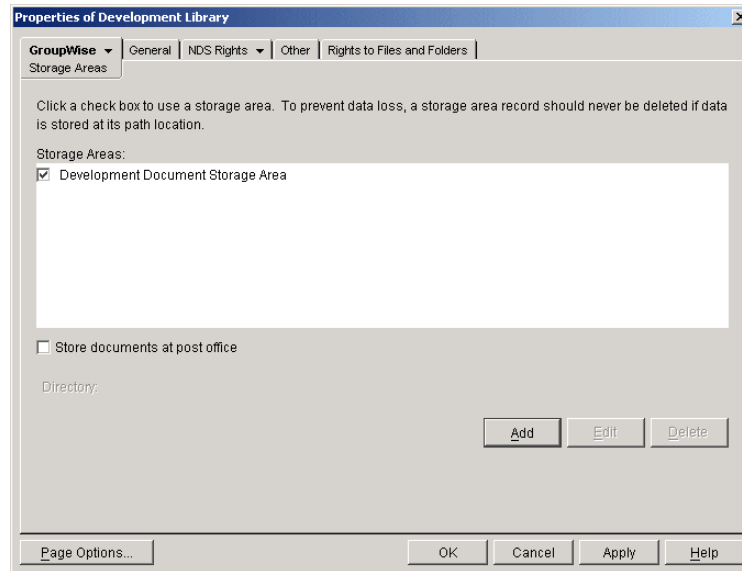 Properties of Development Library
GroupWise General NDS Rights Other Rights to Files and Folders
Storage Areas
Click a check box to use a storage area. To prevent data loss, a storage area record should never be deleted if data
is stored at its path location.
Storage Areas:
Development Document Storage Area
Store documents at post office
Directory:
Add Edit Delete
Page Options... OK Cancel Apply Help